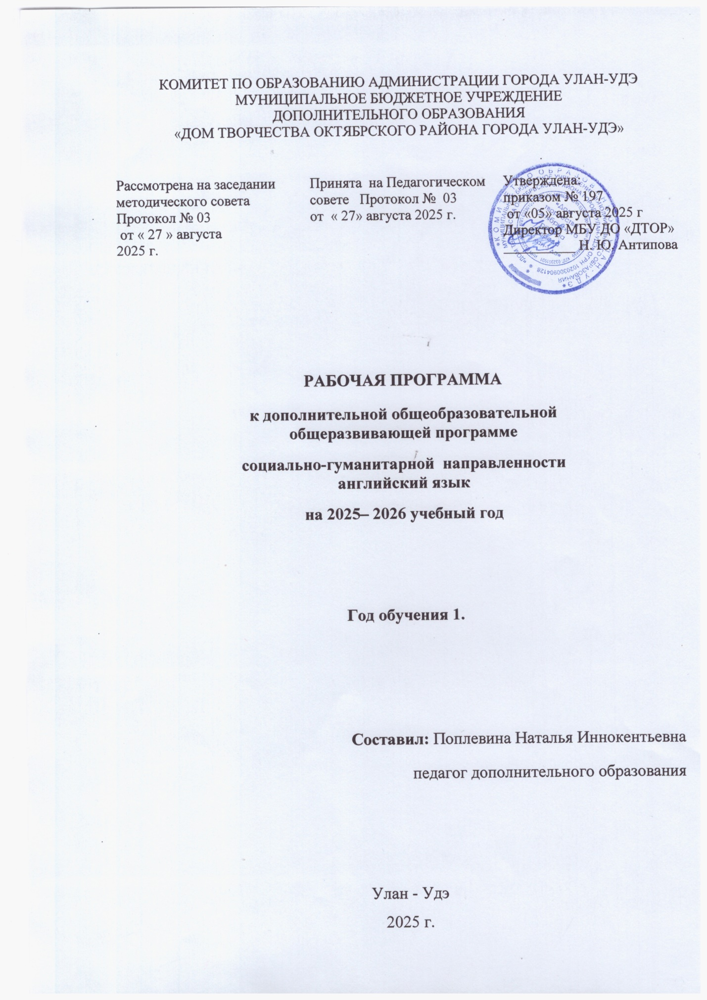 КОМИТЕТ ПО ОБРАЗОВАНИЮ АДМИНИСТРАЦИИ ГОРОДА УЛАН-УДЭ
МУНИЦИПАЛЬНОЕ БЮДЖЕТНОЕ УЧРЕЖДЕНИЕ
ДОПОЛНИТЕЛЬНОГО ОБРАЗОВАНИЯ
«ДОМ ТВОРЧЕСТВА ОКТЯБРСКОГО РАЙОНА ГОРОДА УЛАН-УДЭ»
Рассмотрена на заседании
методического совета
Протокол № 03
от « 27 » августа
2025 г.
Принята на Педагогическом
совете Протокол № 03
от « 27» августа 2025 г.
Утверждена:
приказом № 197
от «05» августа 2025 г
Директор МБУ ДО «ДТОР»
Н. Ю. Антипова
РАБОЧАЯ ПРОГРАММА
к дополнительной общеобразовательной
общеразвивающей программе
социально-гуманитарной направленности
английский язык
на 2025– 2026 учебный год
Год обучения 1.
Составил: Поплевина Наталья Иннокентьевна
педагог дополнительного образования
Улан - Удэ
2025 г.